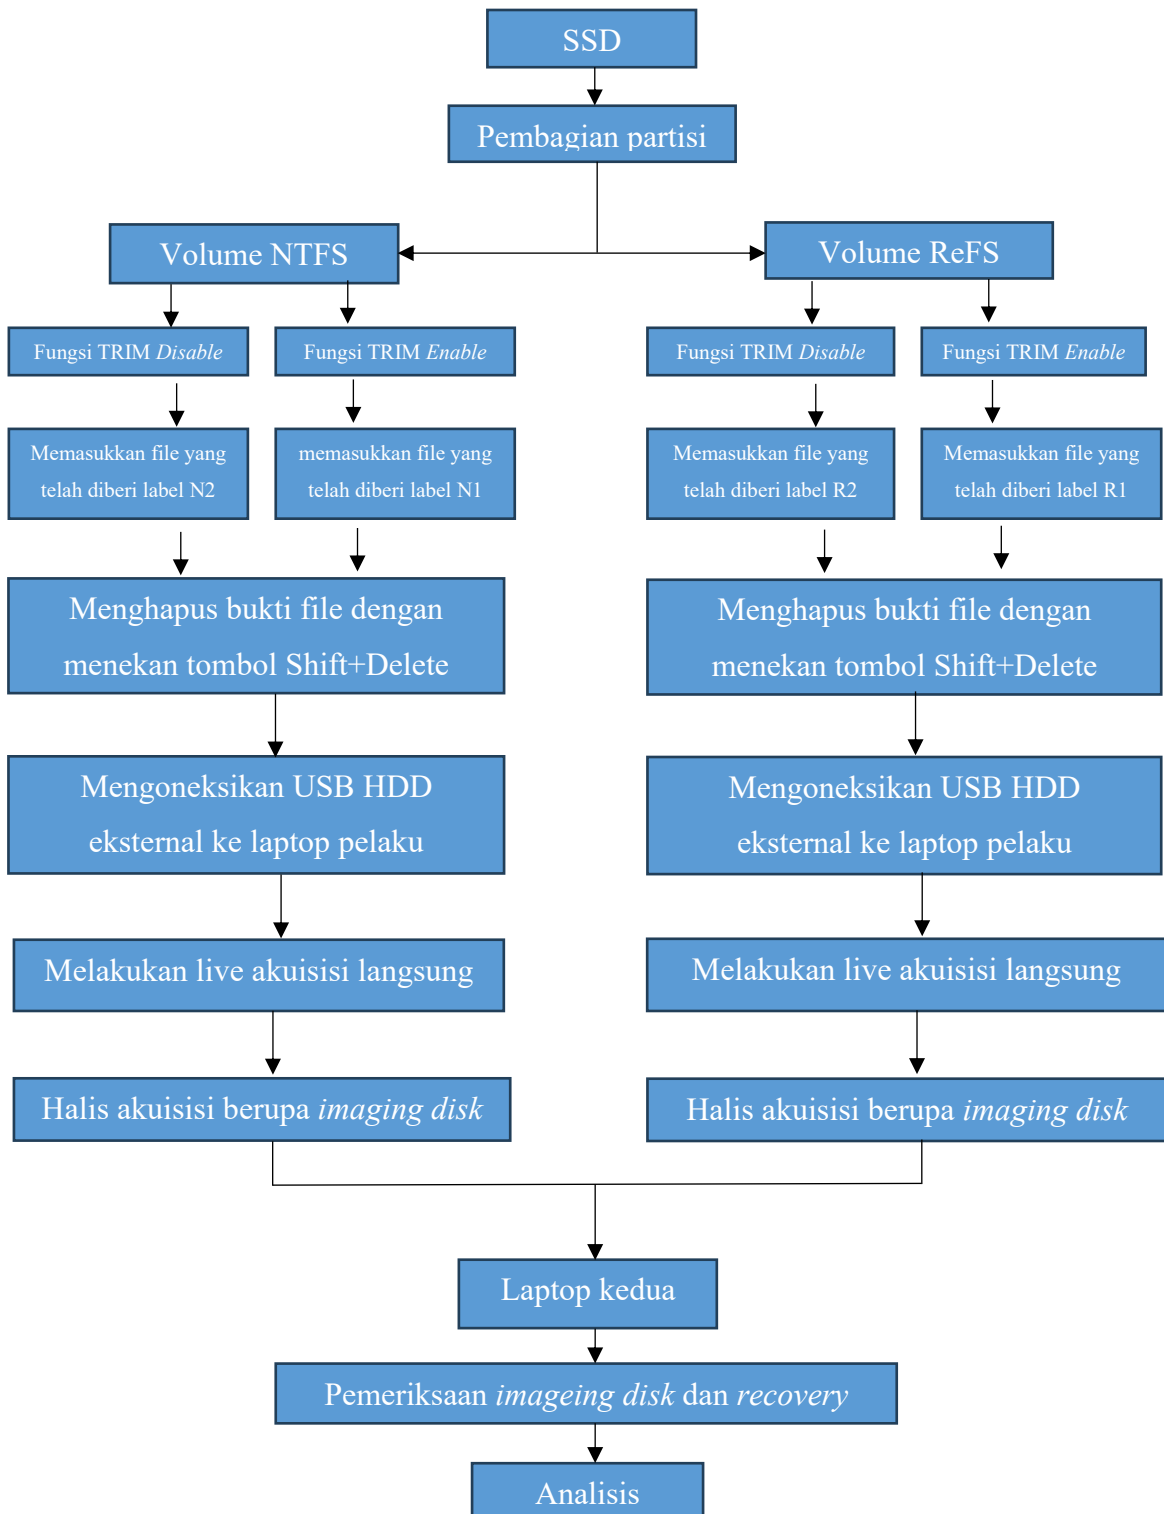 SSD
Pembagian partisi
Volume NTFS
Volume ReFS
Fungsi TRIM Disable
Fungsi TRIM Enable
Fungsi TRIM Disable
Fungsi TRIM Enable
Memasukkan file yang
telah diberi label N2
memasukkan file yang
telah diberi label N1
Memasukkan file yang
telah diberi label R2
Memasukkan file yang
telah diberi label R1
Menghapus bukti file dengan
menekan tombol Shift+Delete
Menghapus bukti file dengan
menekan tombol Shift+Delete
Mengoneksikan USB HDD
eksternal ke laptop pelaku
Mengoneksikan USB HDD
eksternal ke laptop pelaku
Melakukan live akuisisi langsung
Melakukan live akuisisi langsung
Halis akuisisi berupa imaging disk
Halis akuisisi berupa imaging disk
Laptop kedua
Pemeriksaan imageing disk dan recovery
Analisis